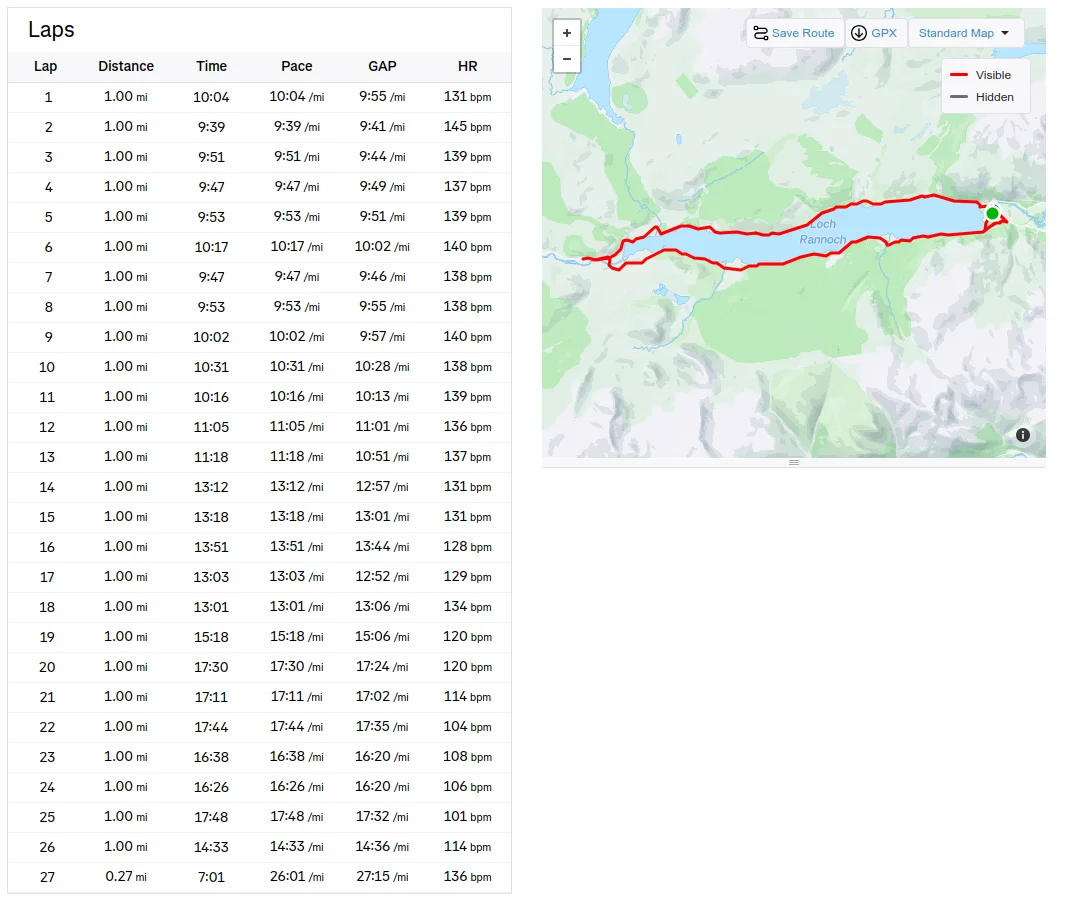 Laps
Lap Distance Time Pace GAP HR
1 1.00 mi 10:04 10:04 /mi 9:55 /mi 131 bpm
2 1.00 mi 9:39 9:39 /mi 9:41 /mi 145 bpm
3 1.00 mi 9:51 9:51 /mi 9:44 /mi 139 bpm
4 1.00 mi 9:47 9:47 /mi 9:49 /mi 137 bpm
5 1.00 mi 9:53 9:53 /mi 9:51 /mi 139 bpm
6 1.00 mi 10:17 10:17 /mi 10:02 /mi 140 bpm
7 1.00 mi 9:47 9:47 /mi 9:46 /mi 138 bpm
8 1.00 mi 9:53 9:53 /mi 9:55 /mi 138 bpm
9 1.00 mi 10:02 10:02 /mi 9:57 /mi 140 bpm
10 1.00 mi 10:31 10:31 /mi 10:28 /mi 138 bpm
11 1.00 mi 10:16 10:16 /mi 10:13 /mi 139 bpm
12 1.00 mi 11:05 11:05 /mi 11:01 /mi 136 bpm
13 1.00 mi 11:18 11:18 /mi 10:51 /mi 137 bpm
14 1.00 mi 13:12 13:12 /mi 12:57 /mi 131 bpm
15 1.00 mi 13:18 13:18 /mi 13:01 /mi 131 bpm
16 1.00 mi 13:51 13:51 /mi 13:44 /mi 128 bpm
17 1.00 mi 13:03 13:03 /mi 12:52 /mi 129 bpm
18 1.00 mi 13:01 13:01 /mi 13:06 /mi 134 bpm
19 1.00 mi 15:18 15:18 /mi 15:06 /mi 120 bpm
20 1.00 mi 17:30 17:30 /mi 17:24 /mi 120 bpm
21 1.00 mi 17:11 17:11 /mi 17:02 /mi 114 bpm
22 1.00 mi 17:44 17:44 /mi 17:35 /mi 104 bpm
23 1.00 mi 16:38 16:38 /mi 16:20 /mi 108 bpm
24 1.00 mi 16:26 16:26 /mi 16:20 /mi 106 bpm
25 1.00 mi 17:48 17:48 /mi 17:32 /mi 101 bpm
26 1.00 mi 14:33 14:33 /mi 14:36 /mi 114 bpm
27 0.27 mi 7:01 26:01 /mi 27:15 /mi 136 bpm
+
−
Save Route GPX Standard Map
Visible
Hidden
Loch
Rannoch